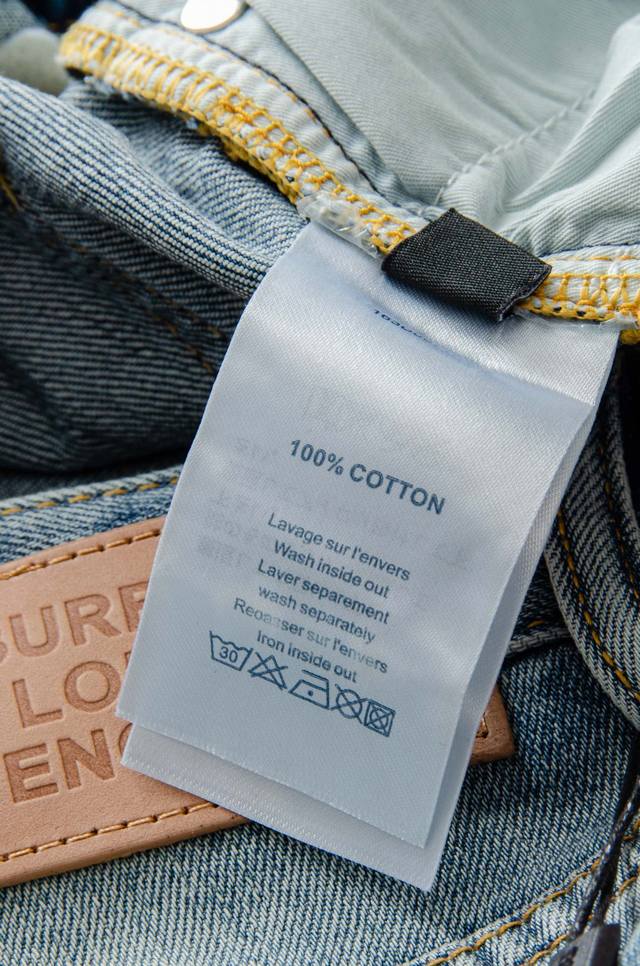 100% COTTON
Lavage sur l'envers
Wash inside out
Laver separement
wash separately
Reoasser sur l'envers
Iron inside out
30
BURB
LON
ENG